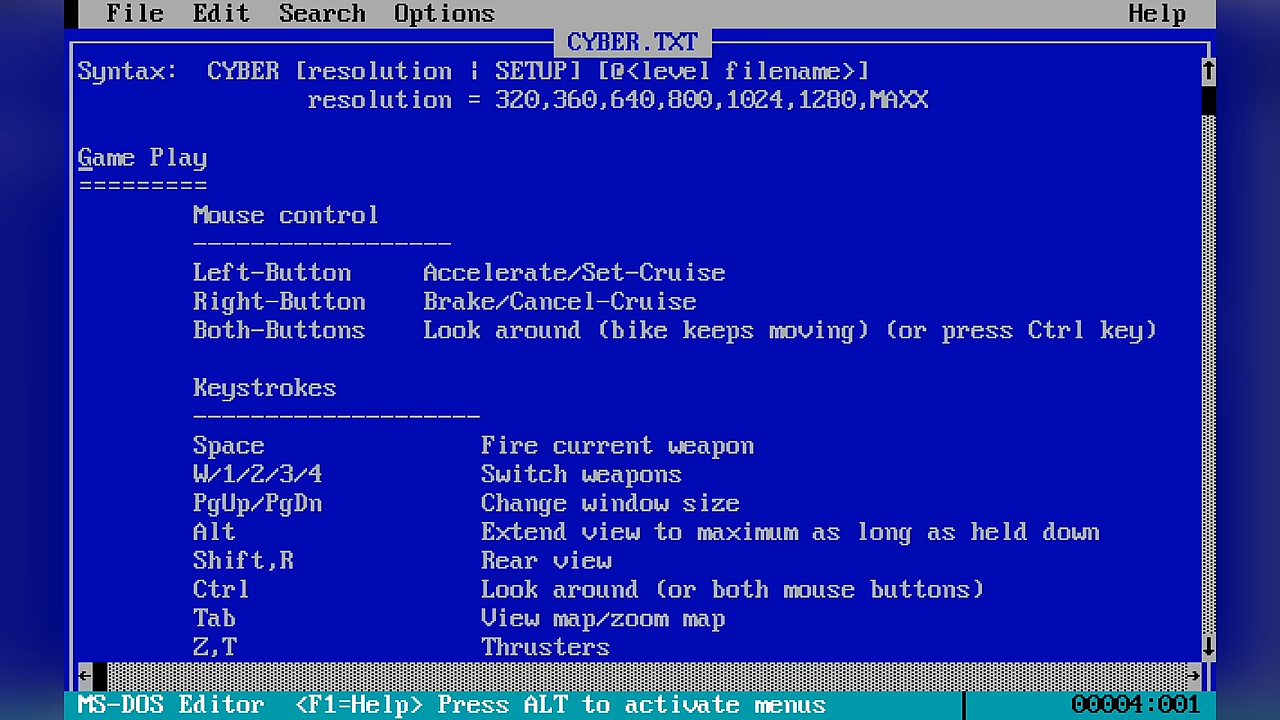 File Edit Search Options Help
CYBER.TXT
Syntax: CYBER [resolution | SETUP] [@<level filename>]
resolution = 320,360,640,800,1024,1280,MAXX
Game Play
=========
Mouse control
------------------
Left-Button Accelerate/Set-Cruise
Right-Button Brake/Cancel-Cruise
Both-Buttons Look around (bike keeps moving) (or press Ctrl key)
Keystrokes
--------------------
Space Fire current weapon
W/1/2/3/4 Switch weapons
PgUp/PgDn Change window size
Alt Extend view to maximum as long as held down
Shift,R Rear view
Ctrl Look around (or both mouse buttons)
Tab View map/zoom map
Z,T Thrusters
MS-DOS Editor <F1=Help> Press ALT to activate menus 00004:001